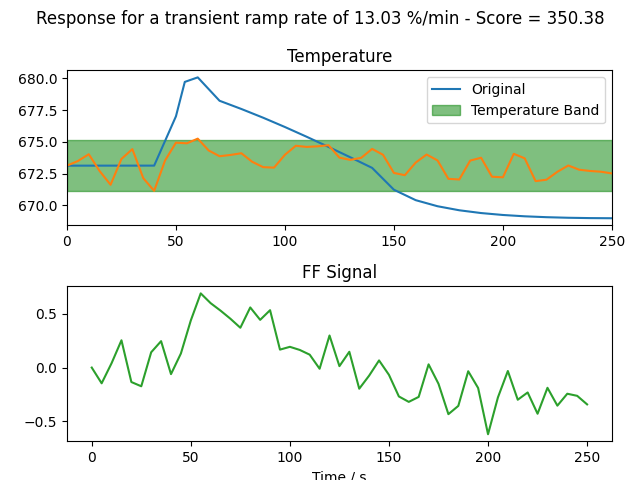 Response for a transient ramp rate of 13.03 %/min - Score = 350.38
Temperature
680.0
677.5
675.0
672.5
670.0
Original
Temperature Band
0 50 100 150 200 250
FF Signal
0.5
0.0
−0.5
0 50 100 150 200 250
Time / s